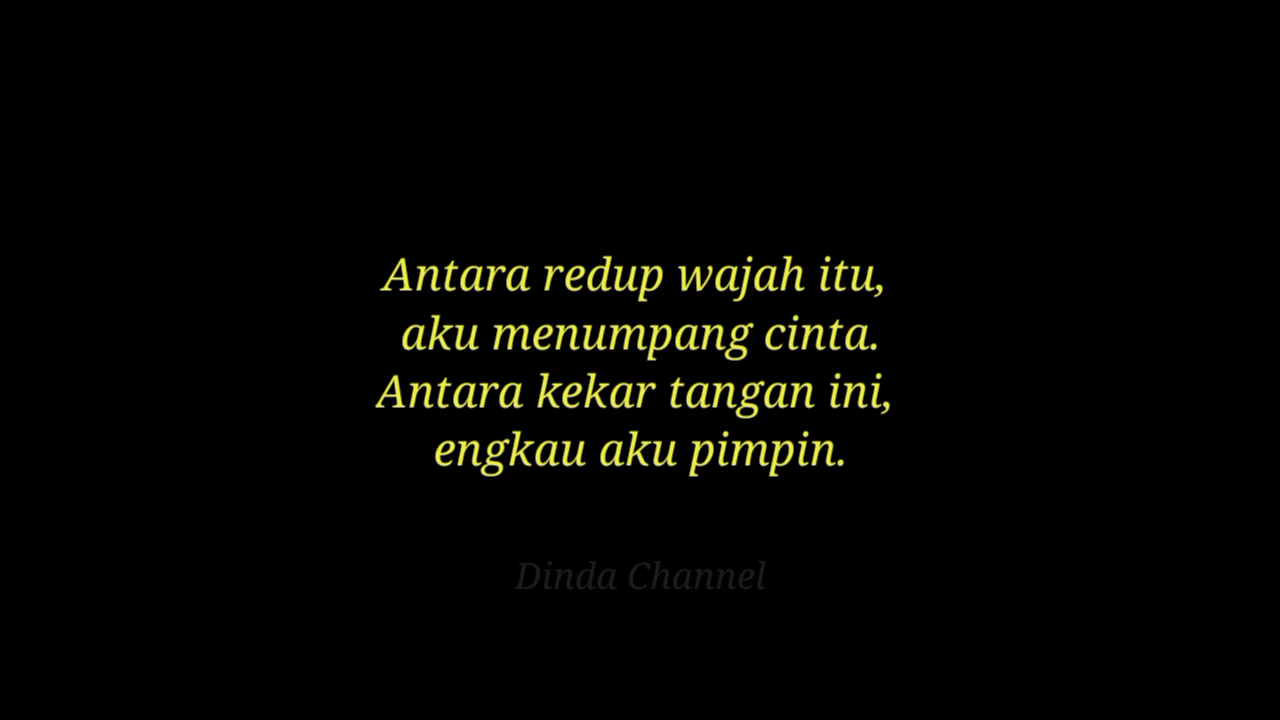 Antara redup wajah itu,
aku menumpang cinta.
Antara kekar tangan ini,
engkau aku pimpin.
Dinda Channel